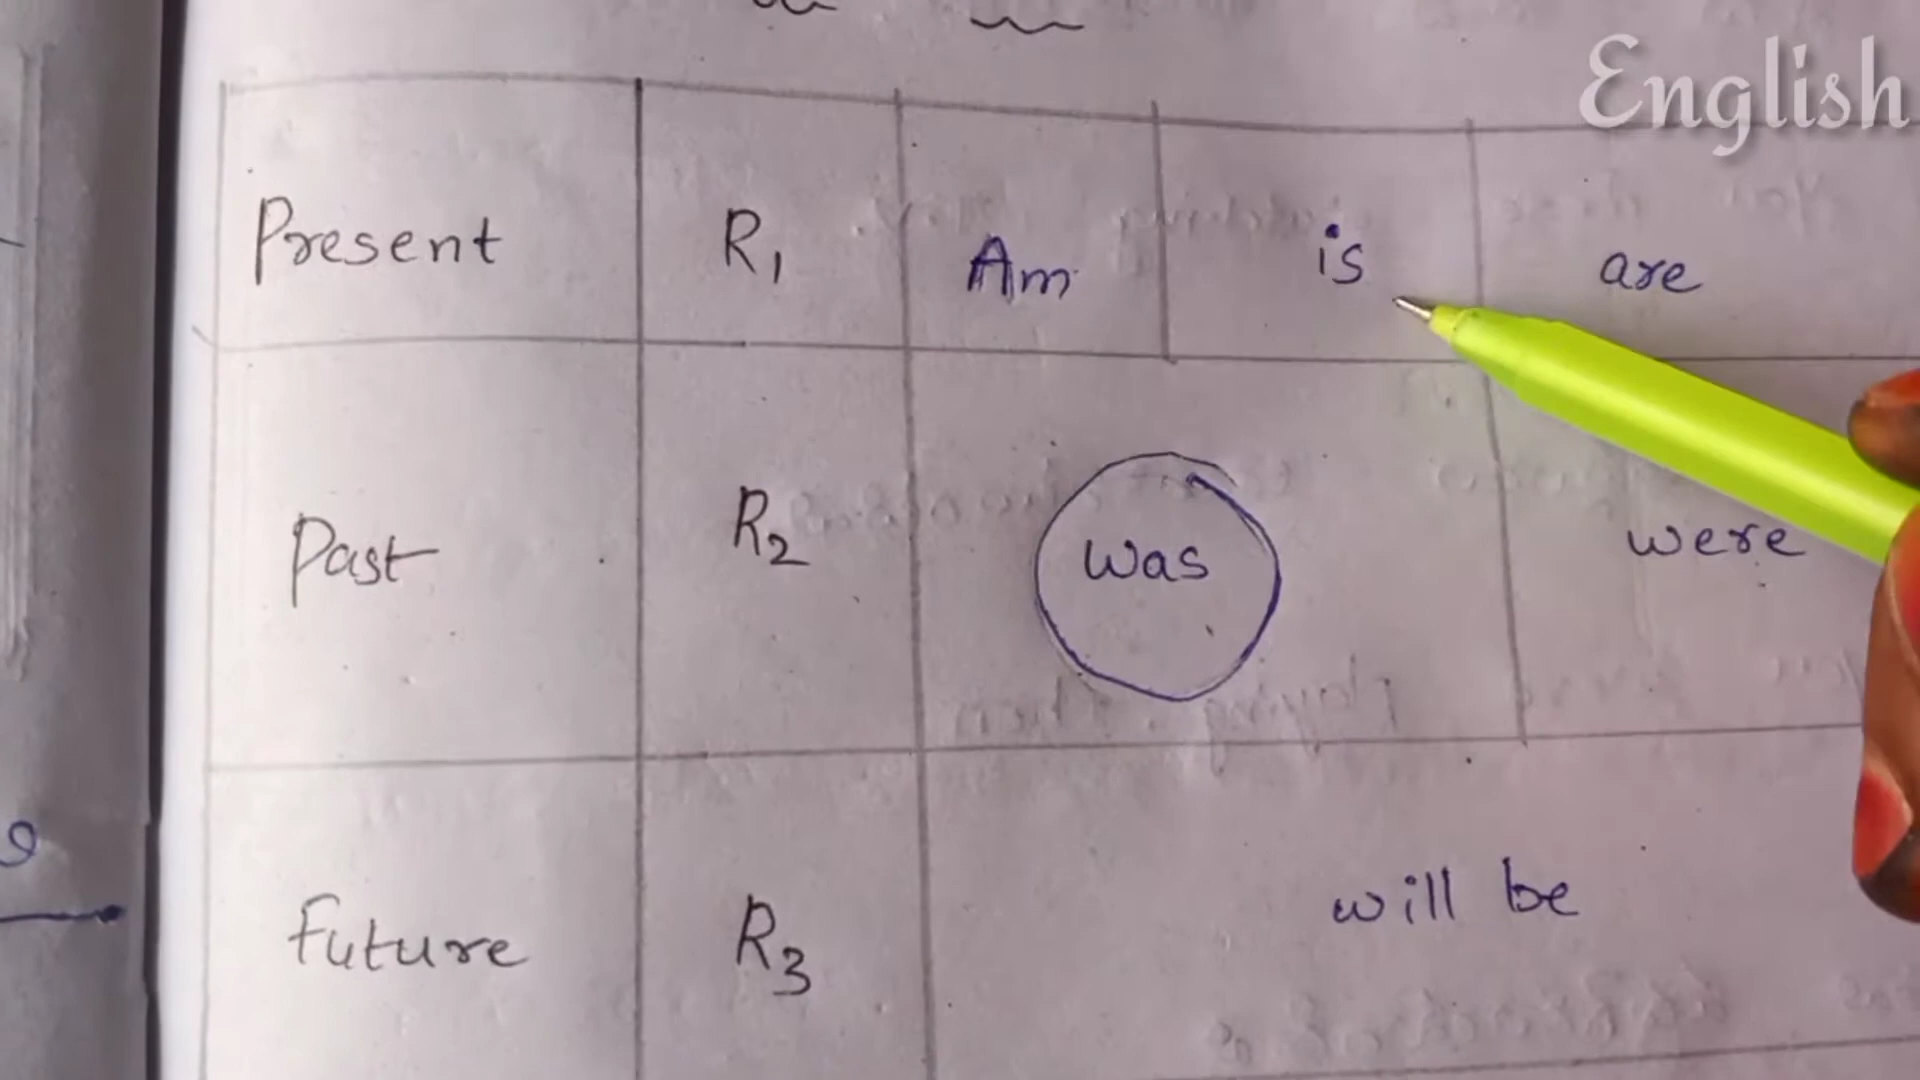 English
Present R1 Am is are
Past R2 was were
Future R3 will be